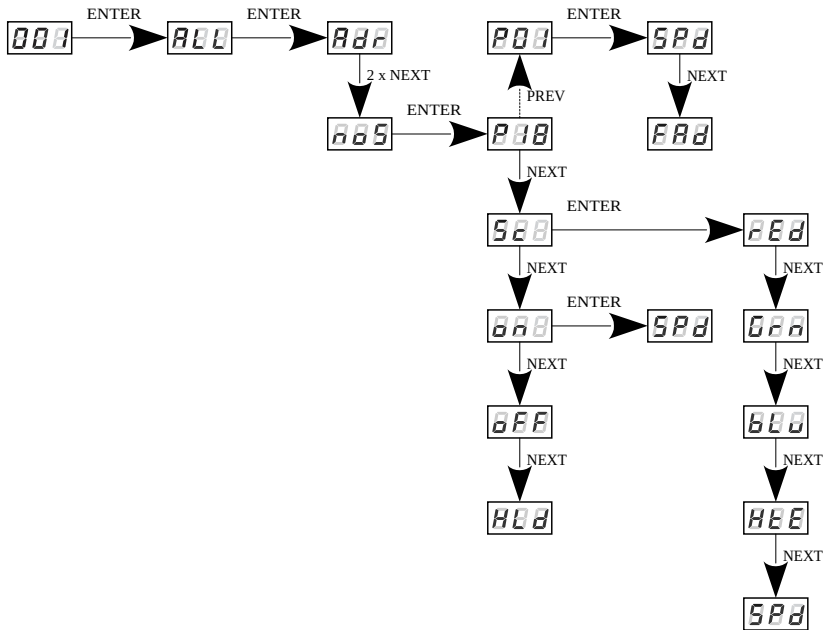 ENTER ENTER ENTER
001 ALL Adr P01 SPd
2 x NEXT PREV NEXT
ENTER
noS P18 FAd
NEXT
ENTER
Sc rEd
NEXT NEXT
ENTER
on SPd Grn
NEXT NEXT
oFF bLu
NEXT NEXT
HLd HtE
NEXT
SPd